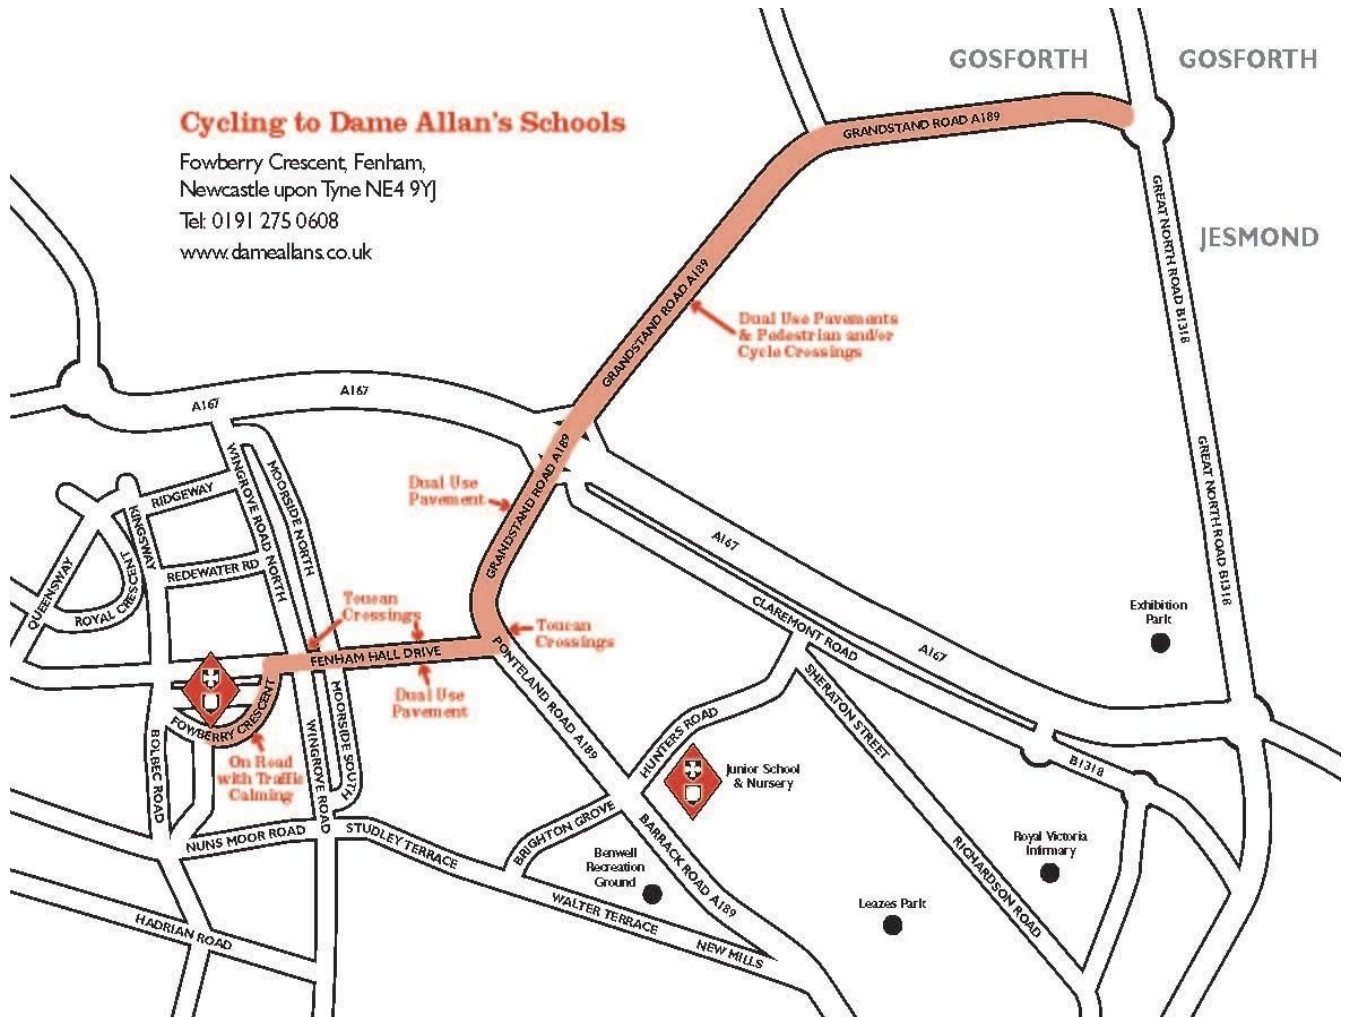 GOSFORTH
GOSFORTH
Cycling to Dame Allan's Schools
Fowberry Crescent, Fenham,
Newcastle upon Tyne NE4 9YJ
Tel: 0191 275 0608
www.dameallans.co.uk
GRANDSTAND ROAD A189
GREAT NORTH ROAD B1318
JESMOND
GRANDSTAND ROAD A189
Dual Use Pavements
& Pedestrian and/or
Cycle Crossings
A167
A167
GRANDSTAND ROAD A189
Dual Use
Pavement
WINGROVE ROAD NORTH
MOORSIDE NORTH
RIDGEWAY
KINGSWAY
REDEWATER RD
QUEENSWAY
ROYAL CRESCENT
GREAT NORTH ROAD B1318
A167
CLAREMONT ROAD
A167
Exhibition
Park
Toucan
Crossings
Toucan
Crossings
FENHAM HALL DRIVE
Dual Use
Pavement
PONTELAND ROAD A189
FOWBERRY CRESCENT
On Road
with Traffic
Calming
BOLBEC ROAD
WINGROVE ROAD
MOORSIDE SOUTH
HUNTERS ROAD
SHERATON STREET
Junior School
& Nursery
B1318
NUNS MOOR ROAD
STUDLEY TERRACE
BRIGHTON GROVE
Benwell
Recreation
Ground
BARRACK ROAD A189
RICHARDSON ROAD
Royal Victoria
Infirmary
Leazes Park
HADRIAN ROAD
WALTER TERRACE
NEW MILLS